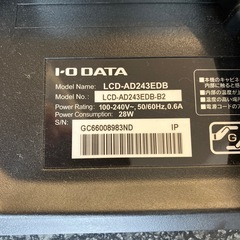 I-O DATA
Model Name: LCD-AD243EDB
Model No.: LCD-AD243EDB-B2
Power Rating: 100-240V~, 50/60Hz, 0.6A
Power Consumption: 28W
S/N:
GC66008983ND IP